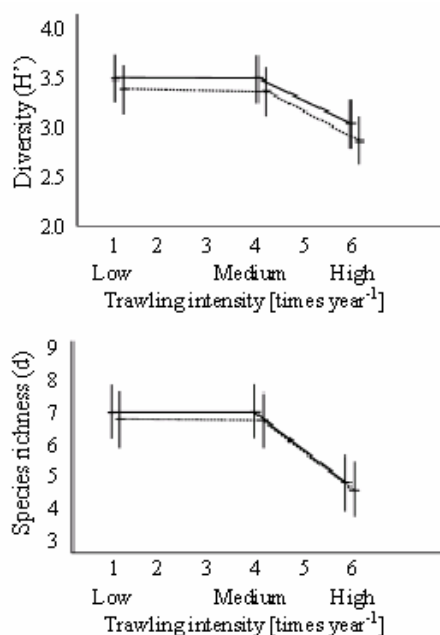 Diversity (H')
4.0
3.5
3.0
2.5
2.0
1 2 3 4 5 6
Low Medium High
Trawling intensity [times year-1]
Species richness (d)
9
8
7
6
5
4
3
1 2 3 4 5 6
Low Medium High
Trawling intensity [times year-1]